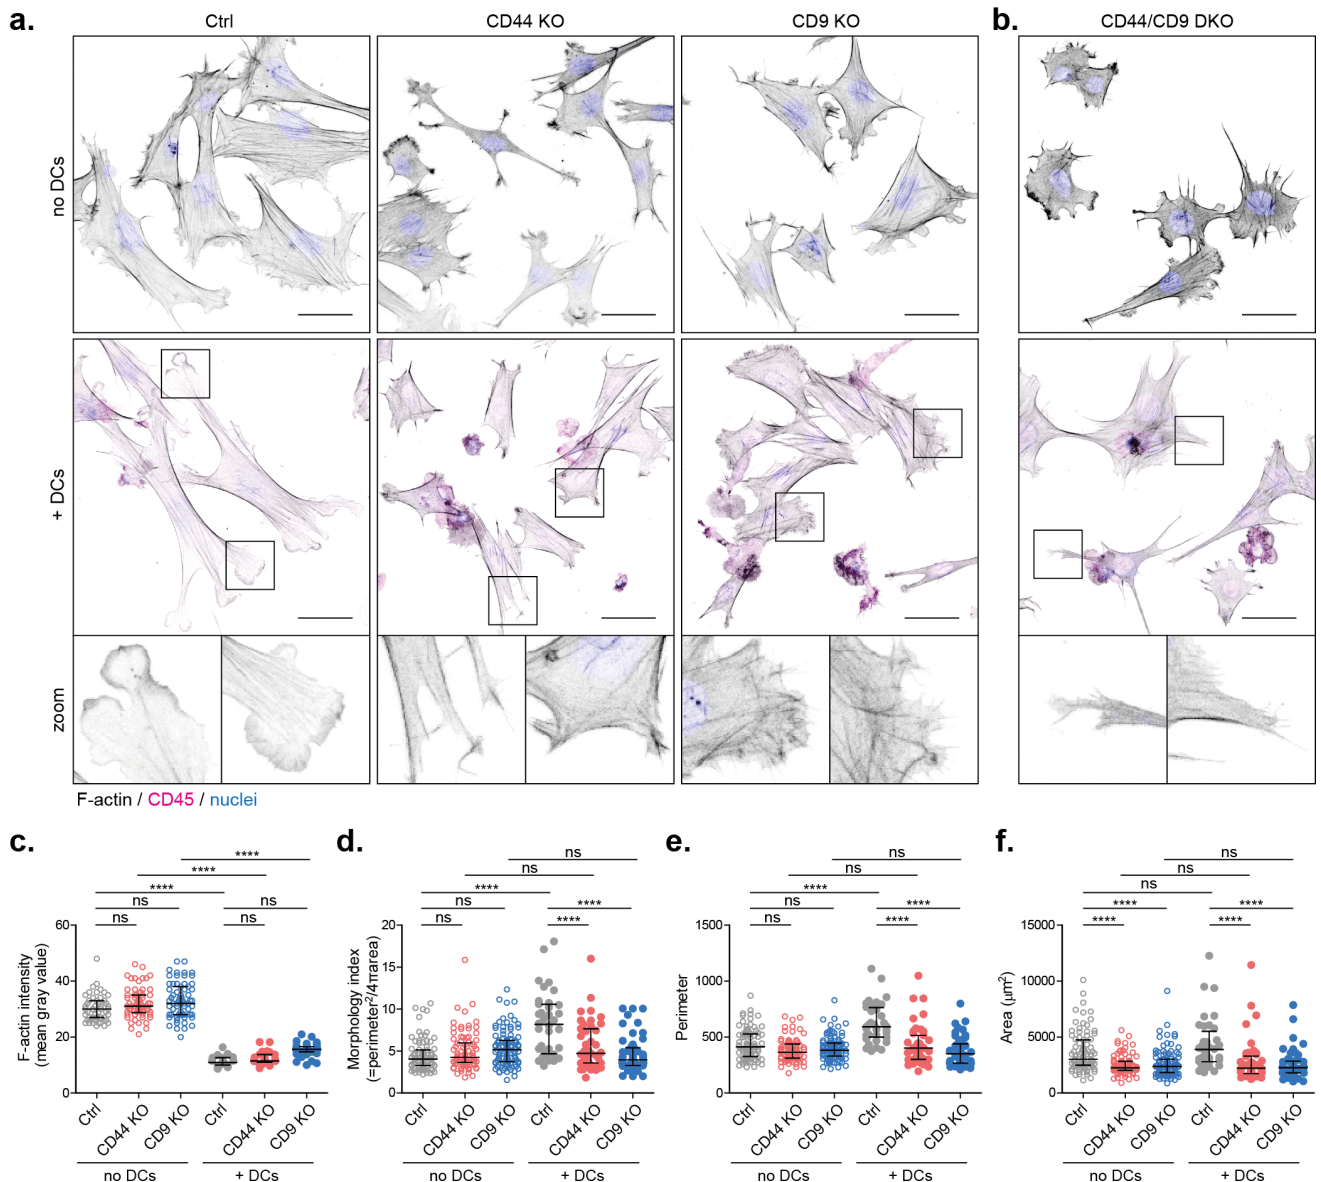 a.
Ctrl
CD44 KO
CD9 KO
b.
CD44/CD9 DKO
no DCs
+ DCs
zoom
F-actin / CD45 / nuclei
c.
****
****
****
ns
ns
ns
ns
F-actin intensity
(mean gray value)
60
40
20
0
Ctrl
CD44 KO
CD9 KO
Ctrl
CD44 KO
CD9 KO
no DCs
+ DCs
d.
ns
ns
****
ns
****
ns
****
Morphology index
(=perimeter²/4πarea)
20
15
10
5
0
Ctrl
CD44 KO
CD9 KO
Ctrl
CD44 KO
CD9 KO
no DCs
+ DCs
e.
ns
ns
****
ns
****
ns
****
Perimeter
1500
1000
500
0
Ctrl
CD44 KO
CD9 KO
Ctrl
CD44 KO
CD9 KO
no DCs
+ DCs
f.
ns
ns
ns
****
****
****
****
Area (µm²)
15000
10000
5000
0
Ctrl
CD44 KO
CD9 KO
Ctrl
CD44 KO
CD9 KO
no DCs
+ DCs